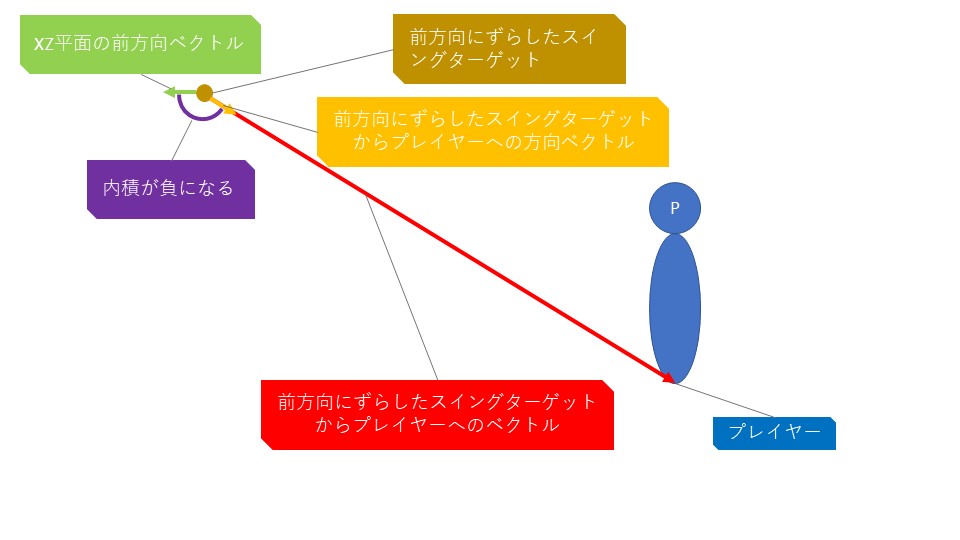 XZ平面の前方向ベクトル
前方向にずらしたスイ
ングターゲット
前方向にずらしたスイングターゲット
からプレイヤーへの方向ベクトル
内積が負になる
P
前方向にずらしたスイングターゲット
からプレイヤーへのベクトル
プレイヤー